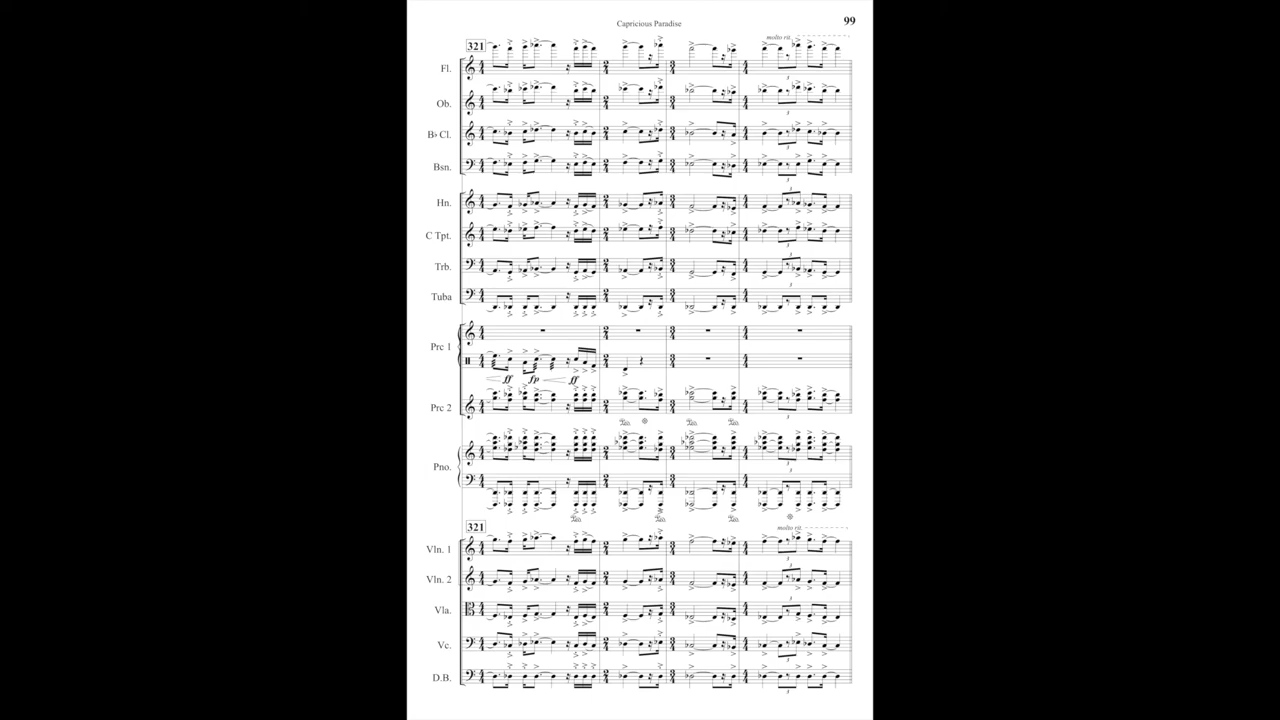 Capricious Paradise
99
321
molto rit.
Fl.
Ob.
B♭ Cl.
Bsn.
Hn.
C Tpt.
Trb.
Tuba
Prc 1
ff fp ff
Prc 2
Pno.
321
molto rit.
Vln. 1
Vln. 2
Vla.
Vc.
D.B.